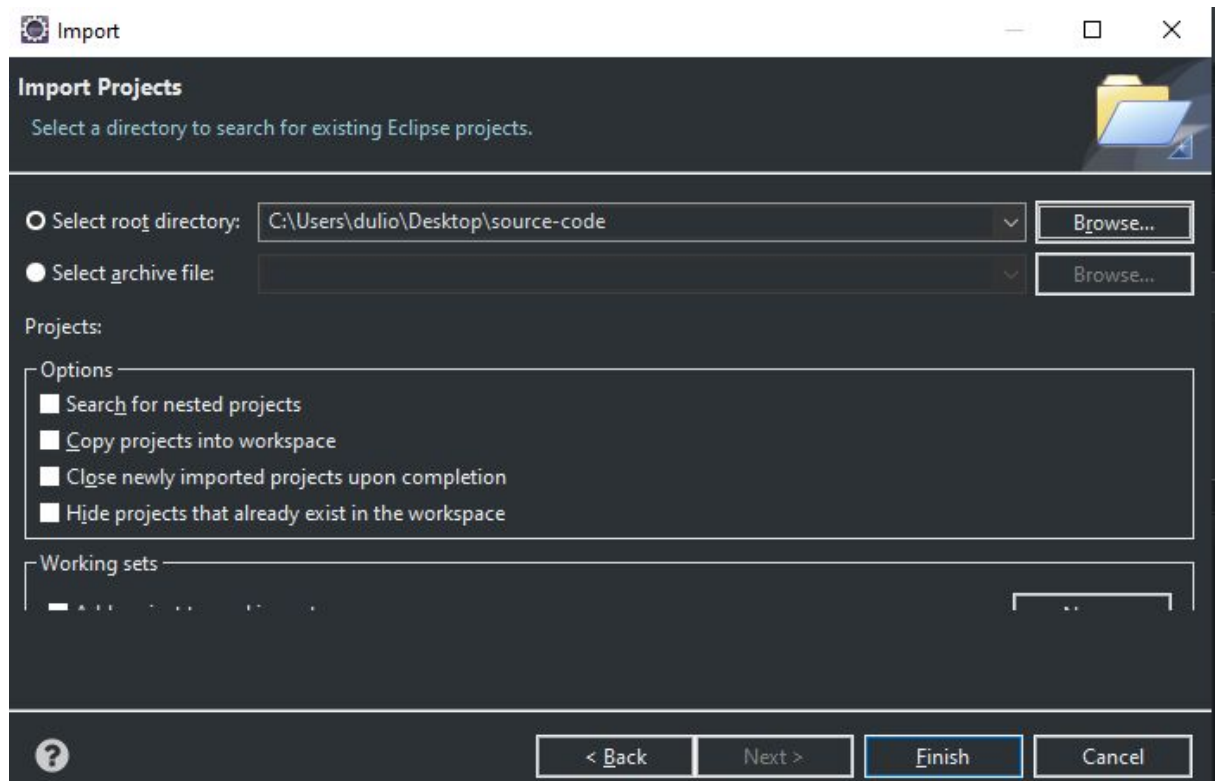 Import
Import Projects
Select a directory to search for existing Eclipse projects.
Select root directory: C:\Users\dulio\Desktop\source-code Browse...
Select archive file: Browse...
Projects:
Options
Search for nested projects
Copy projects into workspace
Close newly imported projects upon completion
Hide projects that already exist in the workspace
Working sets
? < Back Next > Finish Cancel